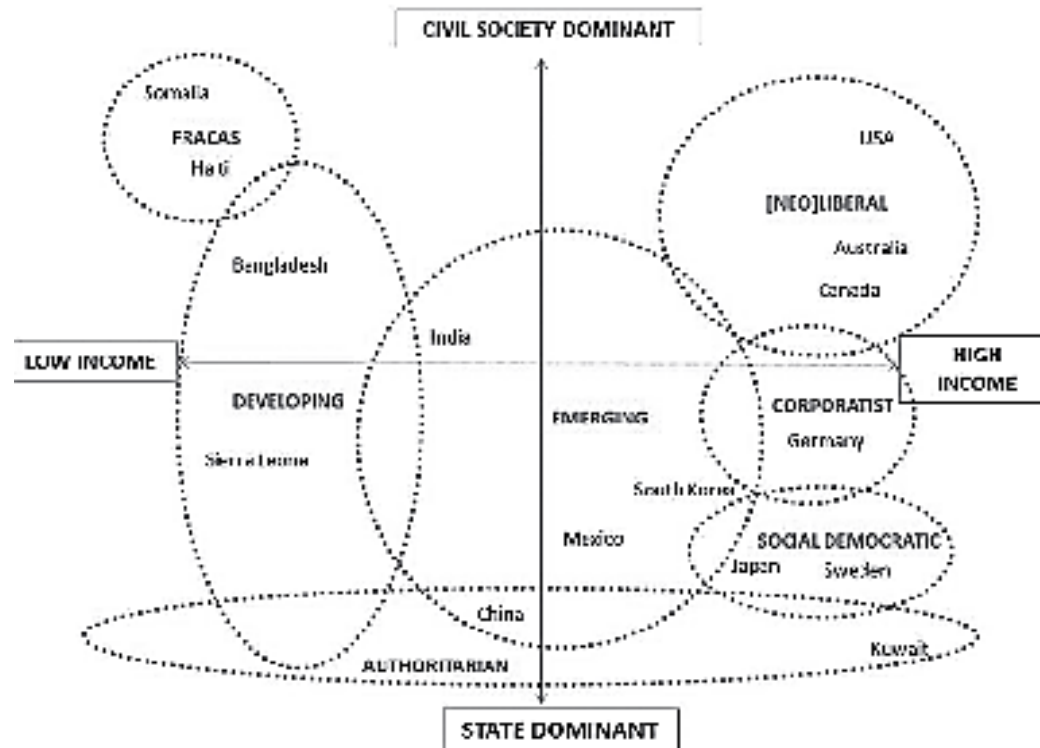 CIVIL SOCIETY DOMINANT
Somalia
FRACAS
Haiti
USA
[NEO]LIBERAL
Australia
Canada
Bangladesh
India
LOW INCOME
HIGH
INCOME
DEVELOPING
EMERGING
CORPORATIST
Germany
Sierra Leone
South Korea
Mexico
SOCIAL DEMOCRATIC
Japan
Sweden
China
Kuwait
AUTHORITARIAN
STATE DOMINANT